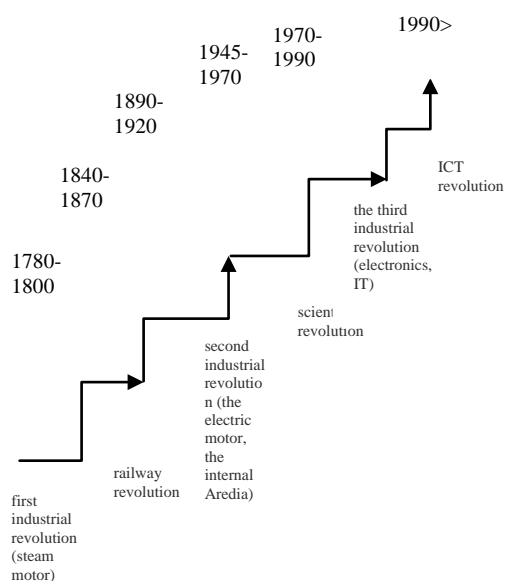 1990>
1970-
1990
1945-
1970
1890-
1920
1840-
1870
1780-
1800
ICT
revolution
the third
industrial
revolution
(electronics,
IT)
revolution
second
industrial
revolutio
n (the
electric
motor,
the
internal
Aredia)
railway
revolution
first
industrial
revolution
(steam
motor)